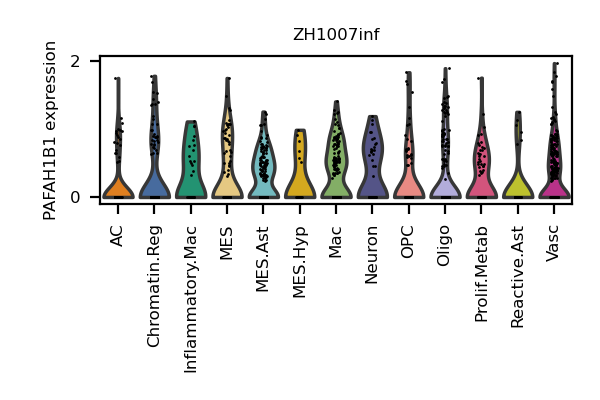 ZH1007inf
PAFAH1B1 expression
2
0
AC
Chromatin.Reg
Inflammatory.Mac
MES
MES.Ast
MES.Hyp
Mac
Neuron
OPC
Oligo
Prolif.Metab
Reactive.Ast
Vasc